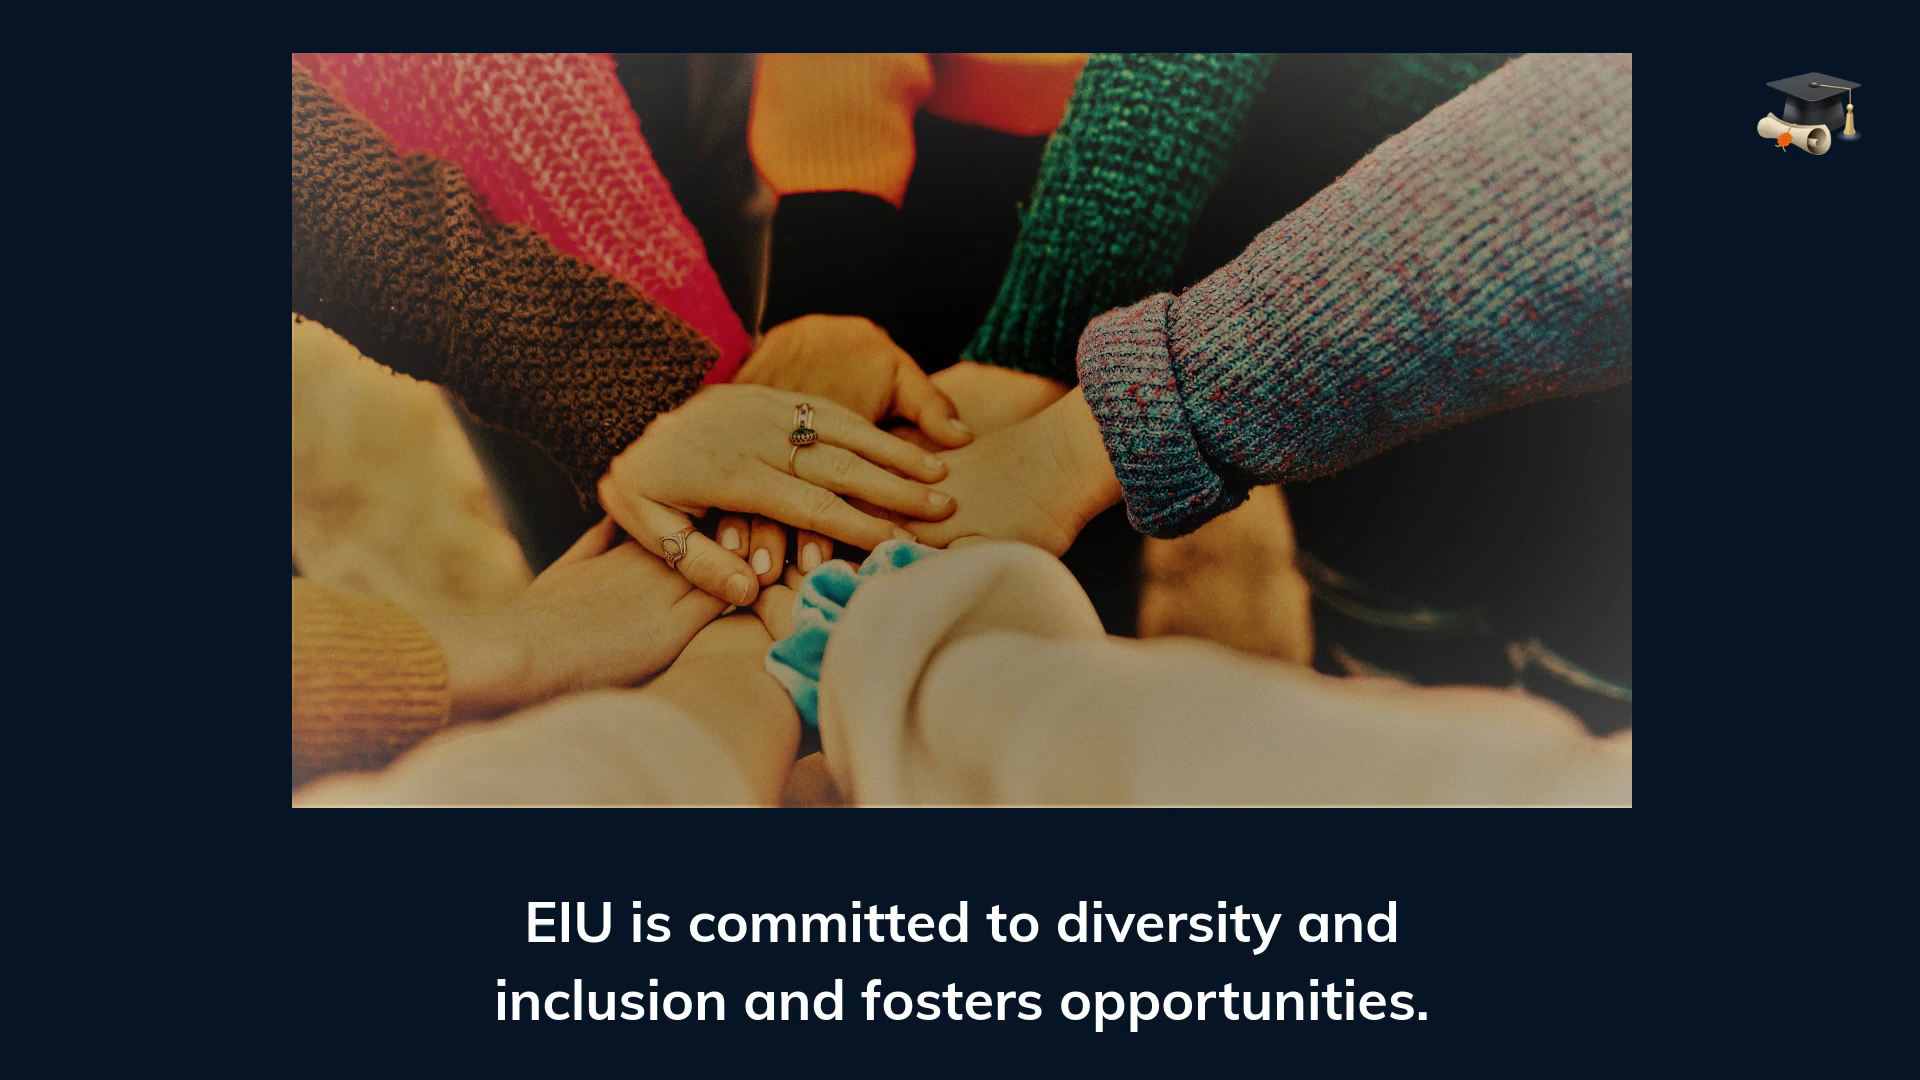 EIU is committed to diversity and
inclusion and fosters opportunities.